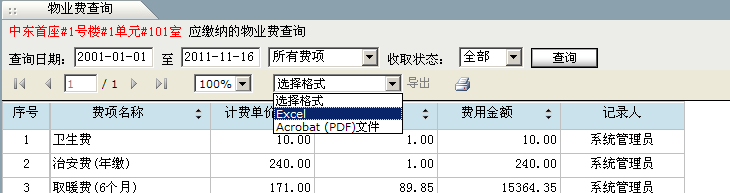 物业费查询
中东首座#1号楼#1单元#101室 应缴纳的物业费查询
查询日期: 2001-01-01 至 2011-11-16 所有费项 收取状态: 全部 查询
1 / 1 100% 选择格式 导出
选择格式
Excel
Acrobat (PDF)文件
序号 费项名称 计费单价 费用金额 记录人
1 卫生费 10.00 1.00 10.00 系统管理员
2 治安费(年缴) 240.00 1.00 240.00 系统管理员
3 取暖费(6个月) 171.00 89.85 15364.35 系统管理员